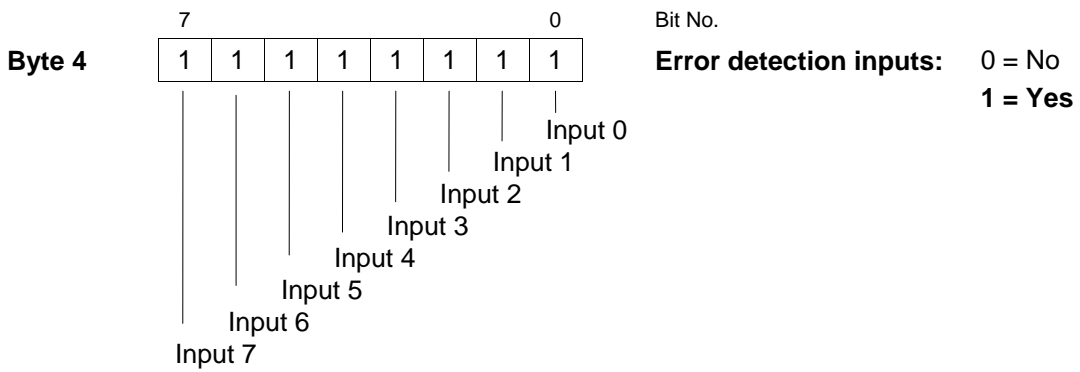 7 0 Bit No.
Byte 4 1 1 1 1 1 1 1 1 Error detection inputs: 0 = No
1 = Yes
Input 0
Input 1
Input 2
Input 3
Input 4
Input 5
Input 6
Input 7